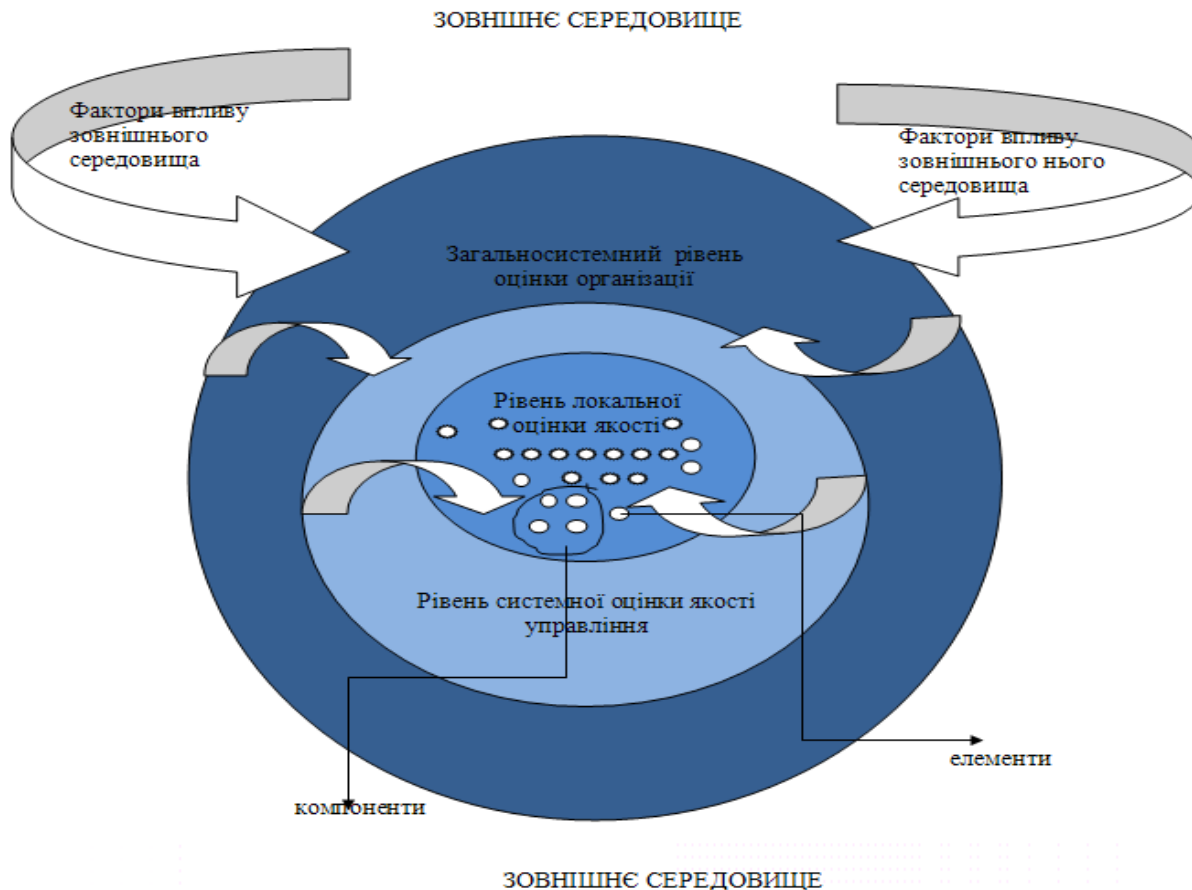 ЗОВНІШНЄ СЕРЕДОВИЩЕ
Фактори впливу
зовнішнього
середовища
Фактори впливу
зовнішнього нього
середовища
Загальносистемний рівень
оцінки організації
Рівень локальної
оцінки якості
Рівень системної оцінки якості
управління
елементи
компоненти
ЗОВНІШНЄ СЕРЕДОВИЩЕ